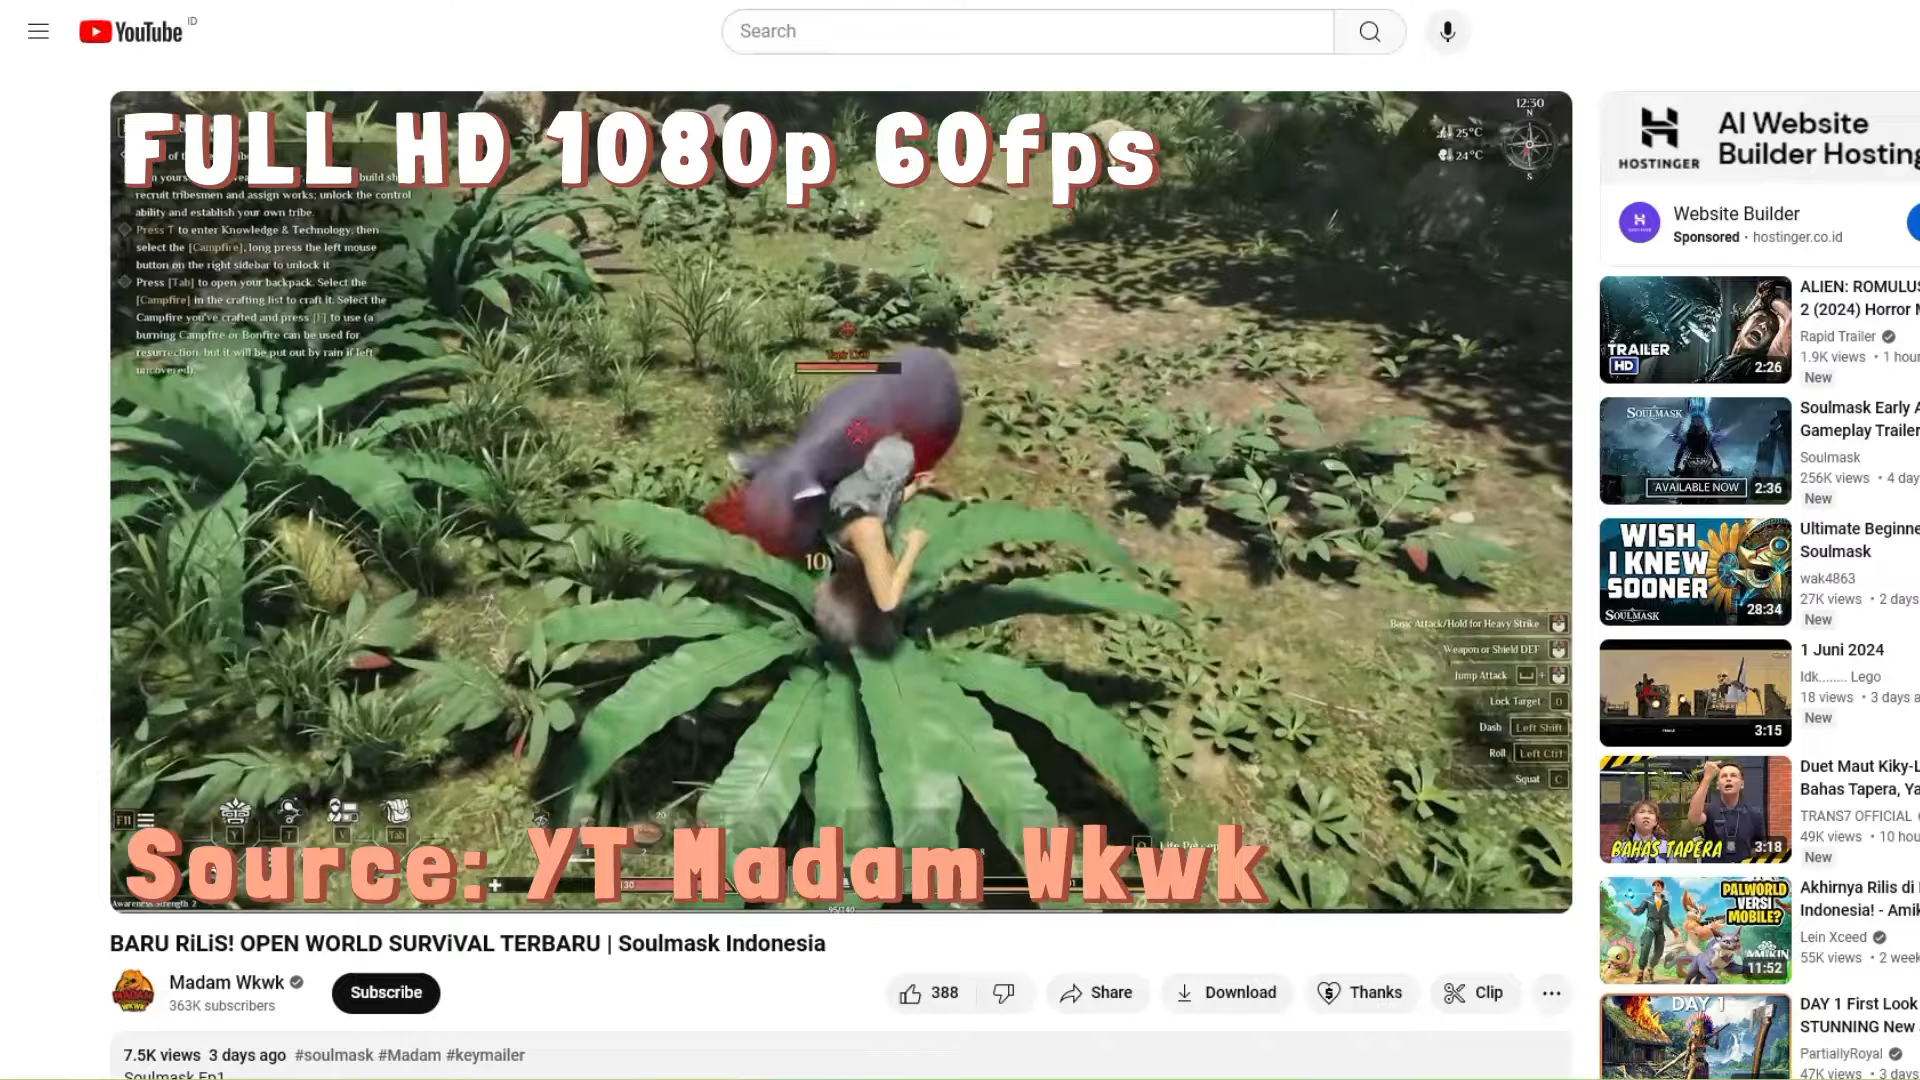 YouTube ID
Search
FULL HD 1080p 60fps
recruit tribesmen and assign works; unlock the control
ability and establish your own tribe.
Press T to enter Knowledge & Technology, then
select the [Campfire], long press the left mouse
button on the right sidebar to unlock it
Press [Tab] to open your backpack. Select the
[Campfire] in the crafting list to craft it. Select the
Campfire you've crafted and press [F] to use (a
burning Campfire or Bonfire can be used for
resurrection, but it will be put out by rain if left
uncovered).
12:30
N
25°C
24°C
S
10
Basic Attack/Hold for Heavy Strike
Weapon or Shield DEF
Jump Attack +
Lock Target
Dash Left Shift
Roll Left Ctrl
Squat C
F11
Y T V Tab
Source: YT Madam Wkwk
Awareness Strength 2
95/140
BARU RiLiS! OPEN WORLD SURViVAL TERBARU | Soulmask Indonesia
Madam Wkwk
363K subscribers
Subscribe
388
Share
Download
Thanks
Clip
7.5K views 3 days ago #soulmask #Madam #keymailer
Soulmask Ep1
HOSTINGER
AI Website
Builder Hosting
Website Builder
Sponsored · hostinger.co.id
TRAILER
HD
2:26
ALIEN: ROMULUS
2 (2024) Horror
Rapid Trailer
1.9K views • 1 hour
New
SOULMASK
AVAILABLE NOW
2:36
Soulmask Early
Gameplay Trailer
Soulmask
256K views • 4 day
New
WISH
I KNEW
SOONER
SOULMASK
28:34
Ultimate Beginne
Soulmask
wak4863
27K views • 2 days
New
3:15
1 Juni 2024
Idk........ Lego
18 views • 3 days a
New
BAHAS TAPERA
3:18
Duet Maut Kiky-L
Bahas Tapera, Ya
TRANS7 OFFICIAL
49K views • 10 hou
New
PALWORLD
VERSI
MOBILE?
AMIKIN
11:52
Akhirnya Rilis di
Indonesia! - Amik
Lein Xceed
55K views • 2 week
DAY 1
DAY 1 First Look
STUNNING New
PartiallyRoyal
47K views • 3 days